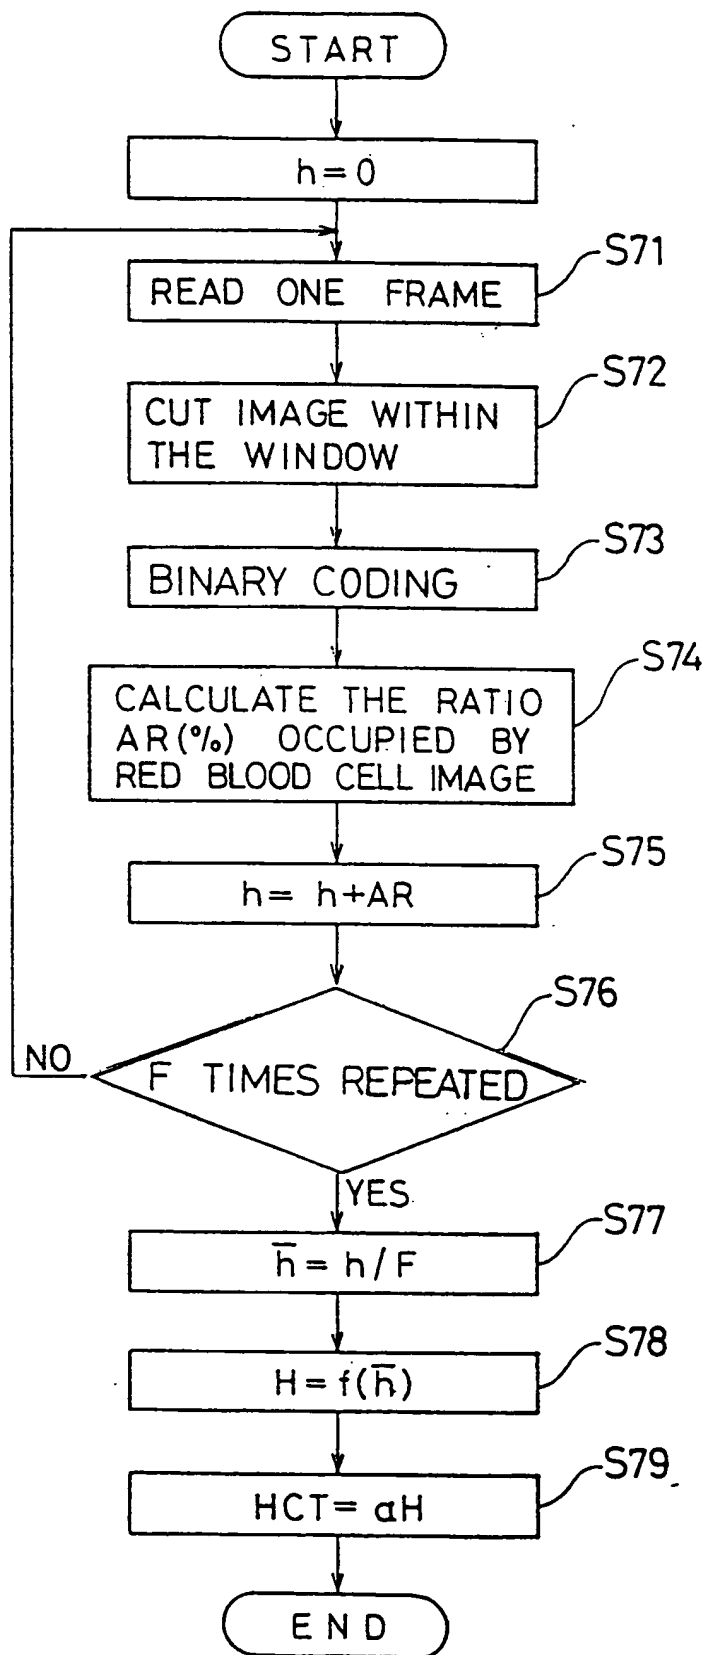 START
h=0
S71
READ ONE FRAME
S72
CUT IMAGE WITHIN
THE WINDOW
S73
BINARY CODING
S74
CALCULATE THE RATIO
AR(%) OCCUPIED BY
RED BLOOD CELL IMAGE
S75
h= h+AR
S76
NO
F TIMES REPEATED
YES
S77
h̅= h/F
S78
H=f(h̅)
S79
HCT= aH
END